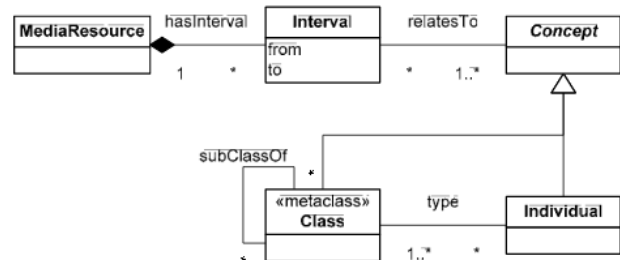 MediaResource
hasInterval
1
*
Interval
from
to
relatesTo
*
1..*
Concept
subClassOf
*
*
«metaclass»
Class
type
1..*
*
Individual